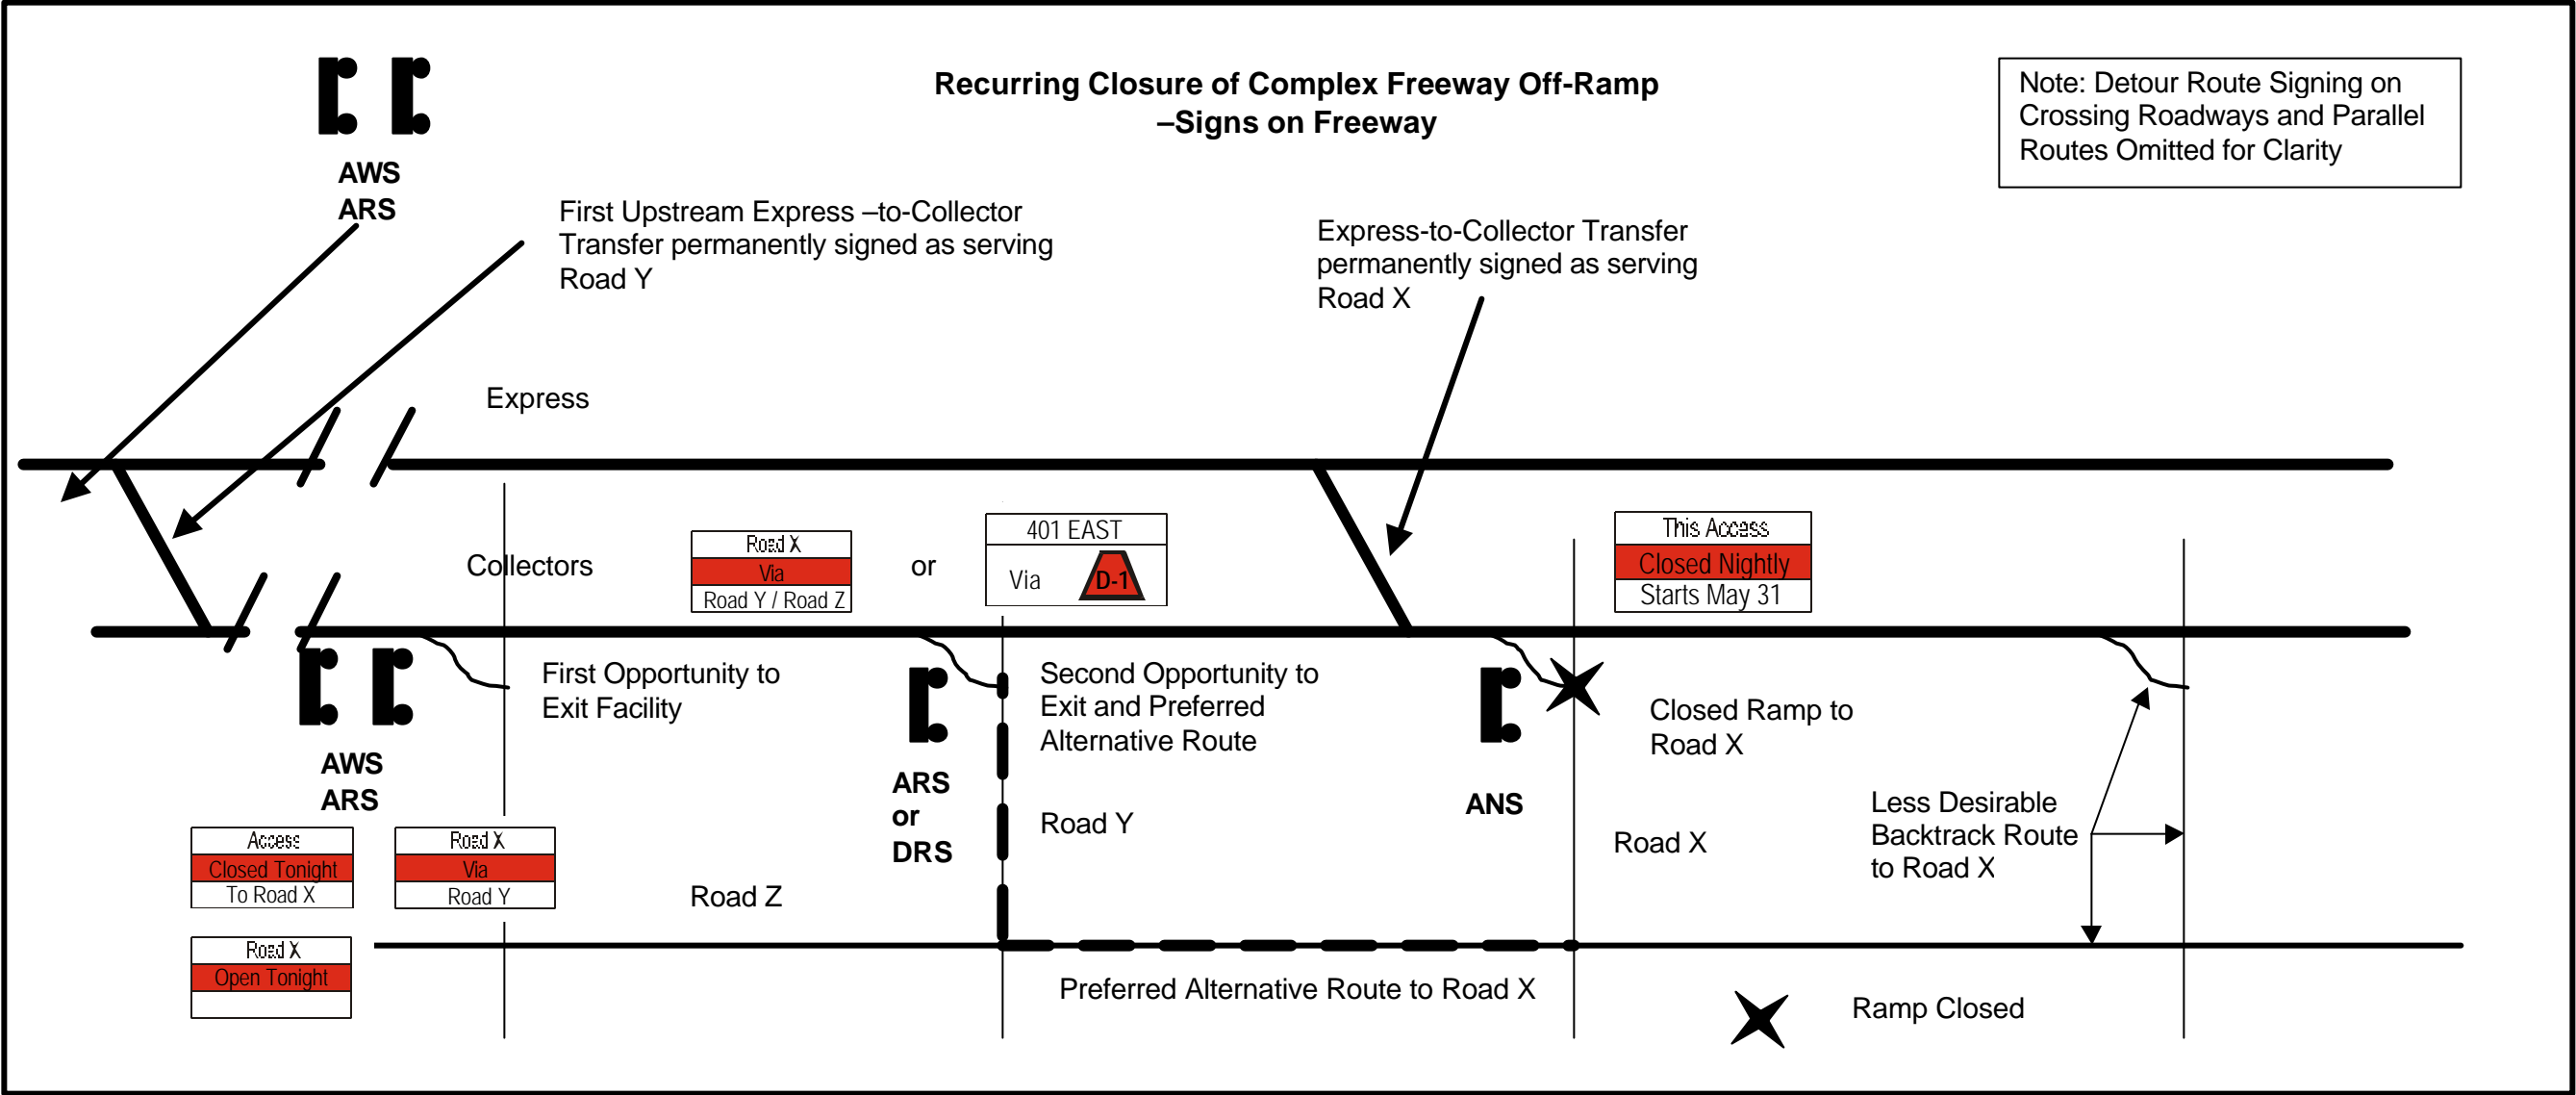 Recurring Closure of Complex Freeway Off-Ramp
–Signs on Freeway
Note: Detour Route Signing on
Crossing Roadways and Parallel
Routes Omitted for Clarity
AWS
ARS
First Upstream Express –to-Collector
Transfer permanently signed as serving
Road Y
Express-to-Collector Transfer
permanently signed as serving
Road X
Express
Collectors
Road X
Via
Road Y / Road Z
or
401 EAST
Via
D-1
This Access
Closed Nightly
Starts May 31
First Opportunity to
Exit Facility
Second Opportunity to
Exit and Preferred
Alternative Route
Closed Ramp to
Road X
AWS
ARS
ARS
or
DRS
Road Y
ANS
Road X
Less Desirable
Backtrack Route
to Road X
Access
Closed Tonight
To Road X
Road X
Via
Road Y
Road Z
Road X
Open Tonight
Preferred Alternative Route to Road X
Ramp Closed